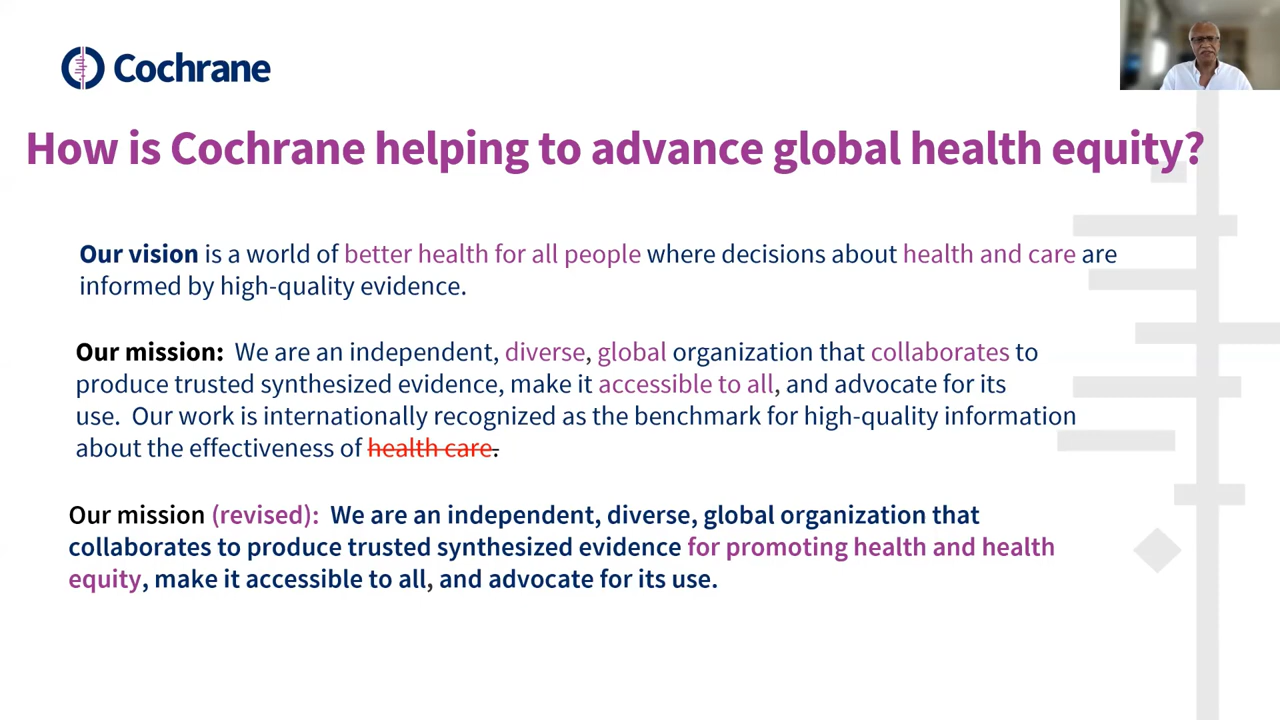 Cochrane
How is Cochrane helping to advance global health equity?
Our vision is a world of better health for all people where decisions about health and care are
informed by high-quality evidence.
Our mission: We are an independent, diverse, global organization that collaborates to
produce trusted synthesized evidence, make it accessible to all, and advocate for its
use. Our work is internationally recognized as the benchmark for high-quality information
about the effectiveness of health care.
Our mission (revised): We are an independent, diverse, global organization that
collaborates to produce trusted synthesized evidence for promoting health and health
equity, make it accessible to all, and advocate for its use.